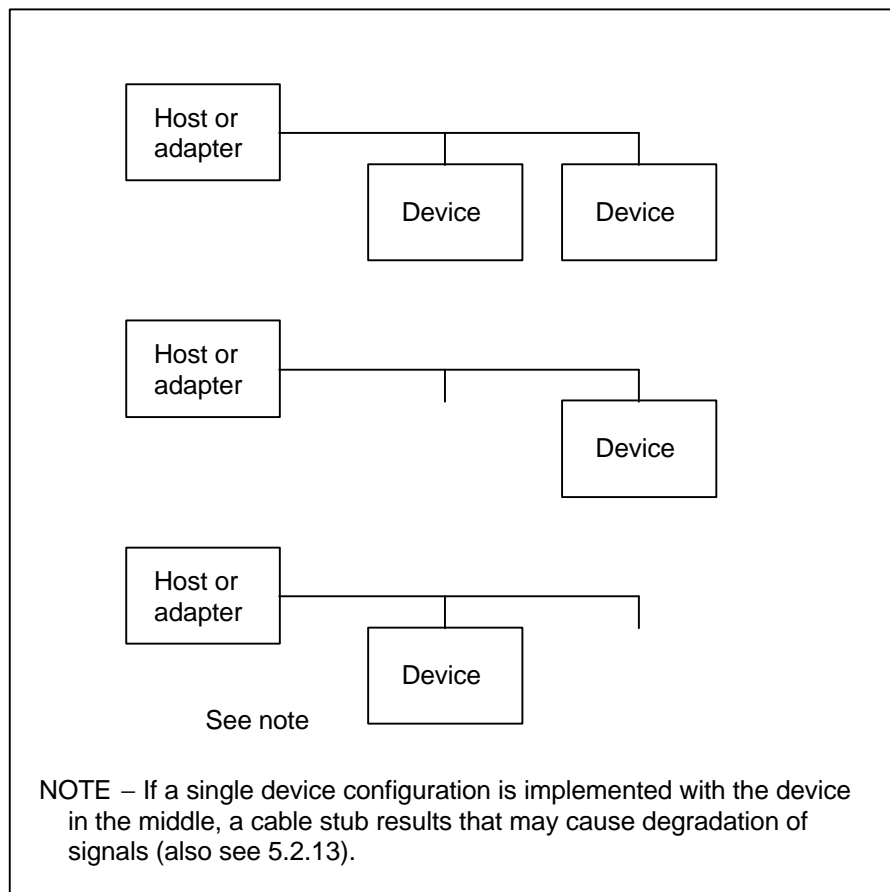 Host or
adapter
Device
Device
Host or
adapter
Device
Host or
adapter
Device
See note
NOTE – If a single device configuration is implemented with the device
in the middle, a cable stub results that may cause degradation of
signals (also see 5.2.13).